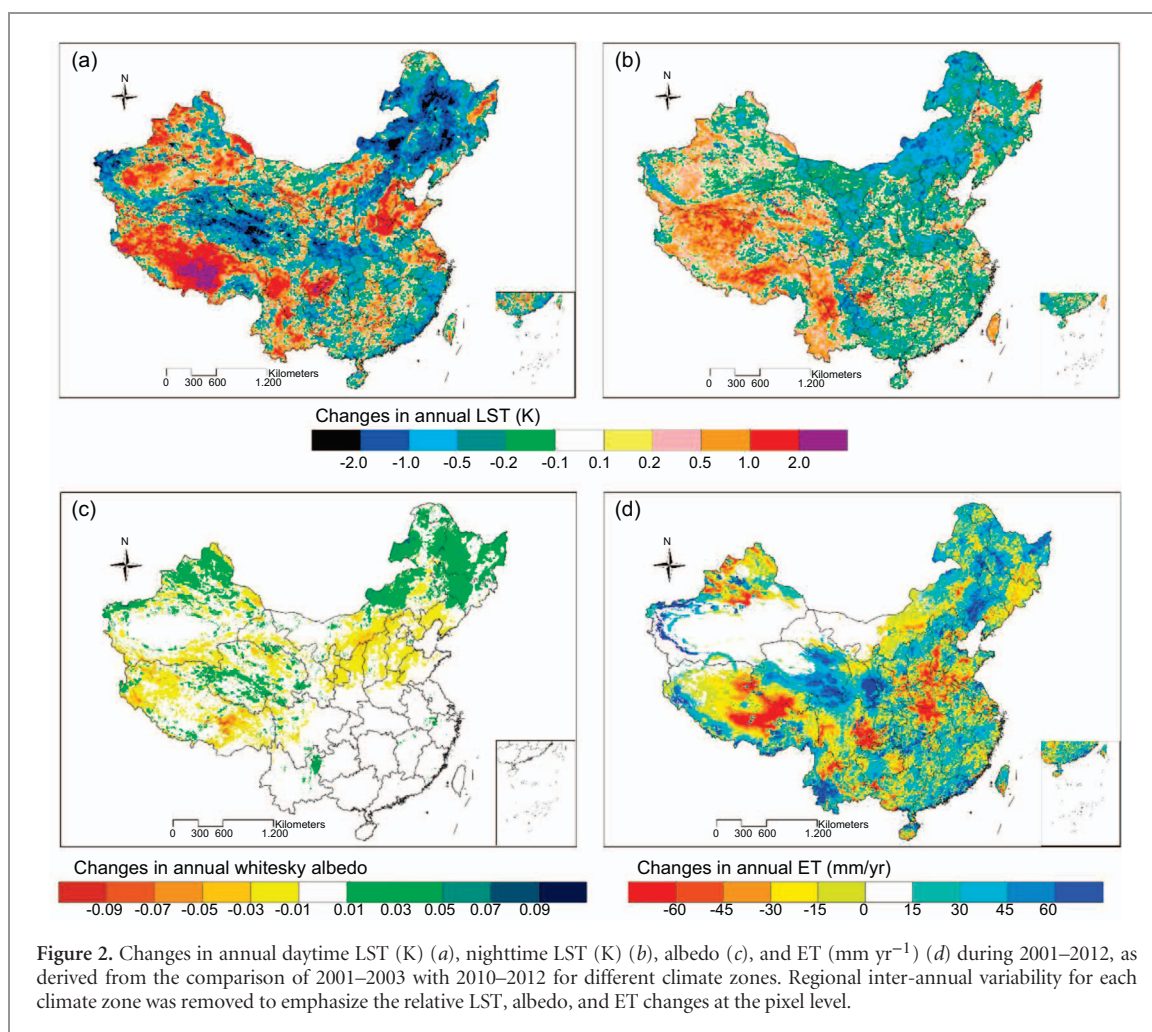 (a)
N
0 300 600 1.200
Kilometers
(b)
N
0 300 600 1.200
Kilometers
Changes in annual LST (K)
-2.0 -1.0 -0.5 -0.2 -0.1 0.1 0.2 0.5 1.0 2.0
(c)
N
0 300 600 1.200
Kilometers
Changes in annual whitesky albedo
-0.09 -0.07 -0.05 -0.03 -0.01 0.01 0.03 0.05 0.07 0.09
(d)
N
0 300 600 1.200
Kilometers
Changes in annual ET (mm/yr)
-60 -45 -30 -15 0 15 30 45 60
Figure 2. Changes in annual daytime LST (K) (a), nighttime LST (K) (b), albedo (c), and ET (mm yr−1) (d) during 2001–2012, as
derived from the comparison of 2001–2003 with 2010–2012 for different climate zones. Regional inter-annual variability for each
climate zone was removed to emphasize the relative LST, albedo, and ET changes at the pixel level.